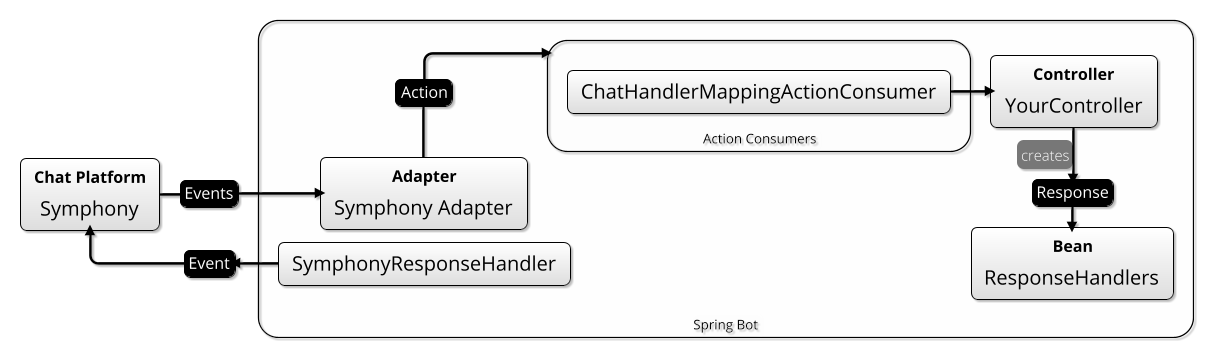 Chat Platform
Symphony
Events
Event
Adapter
Symphony Adapter
SymphonyResponseHandler
Action
ChatHandlerMappingActionConsumer
Action Consumers
Controller
YourController
creates
Response
Bean
ResponseHandlers
Spring Bot